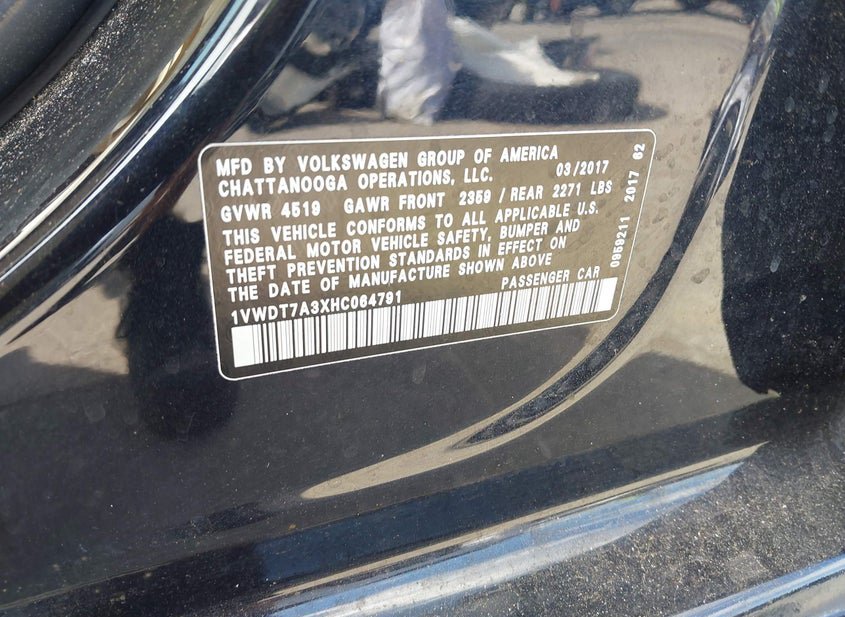 MFD BY VOLKSWAGEN GROUP OF AMERICA
CHATTANOOGA OPERATIONS, LLC. 03/2017
GVWR 4519 GAWR FRONT 2359 / REAR 2271 LBS
THIS VEHICLE CONFORMS TO ALL APPLICABLE U.S.
FEDERAL MOTOR VEHICLE SAFETY, BUMPER AND
THEFT PREVENTION STANDARDS IN EFFECT ON
THE DATE OF MANUFACTURE SHOWN ABOVE
1VWDT7A3XHC064791 PASSENGER CAR
0959211 2017 62